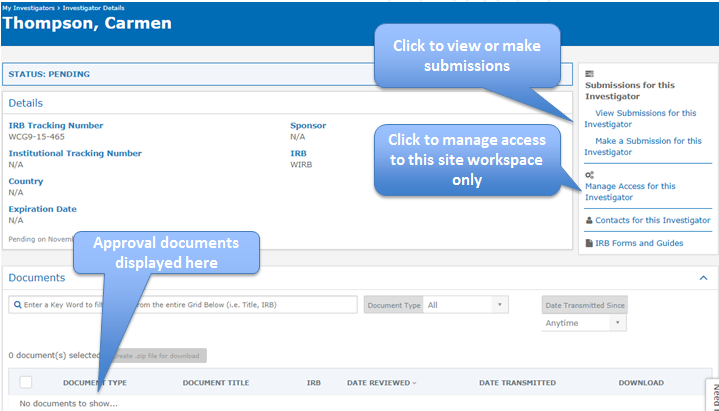 My Investigators > Investigator Details
Thompson, Carmen
Click to view or make
submissions
STATUS: PENDING
Details
IRB Tracking Number
WCG9-15-465
Sponsor
N/A
Institutional Tracking Number
N/A
IRB
WIRB
Country
N/A
Expiration Date
N/A
Pending on Novem
Submissions for this
Investigator
View Submissions for this
Investigator
Make a Submission for this
Investigator
Click to manage access
to this site workspace
only
Manage Access for this
Investigator
Contacts for this Investigator
IRB Forms and Guides
Approval documents
displayed here
Documents
Enter a Key Word to filt from the entire Grid Below (i.e. Title, IRB)
Document Type
All
Date Transmitted Since
Anytime
0 document(s) selected
create .zip file for download
DOCUMENT TYPE DOCUMENT TITLE IRB DATE REVIEWED DATE TRANSMITTED DOWNLOAD
No documents to show...
Need